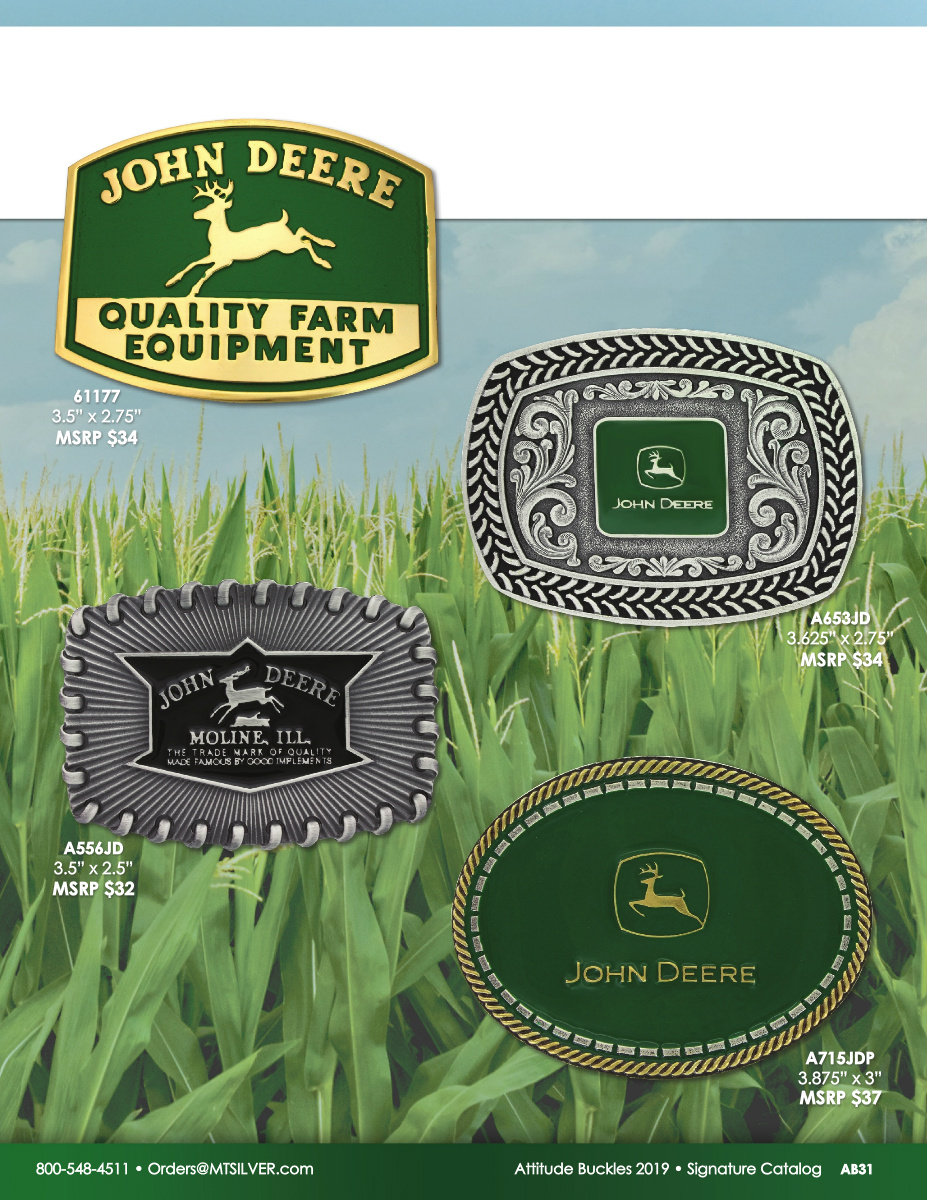 JOHN DEERE
QUALITY FARM
EQUIPMENT
61177
3.5" x 2.75"
MSRP $34
JOHN DEERE
A653JD
3.625" x 2.75"
MSRP $34
JOHN DEERE
MOLINE, ILL.
THE TRADE MARK OF QUALITY
MADE FAMOUS BY GOOD IMPLEMENTS
A556JD
3.5" x 2.5"
MSRP $32
JOHN DEERE
A715JDP
3.875" x 3"
MSRP $37
800-548-4511 • Orders@MTSILVER.com
Attitude Buckles 2019 • Signature Catalog AB31